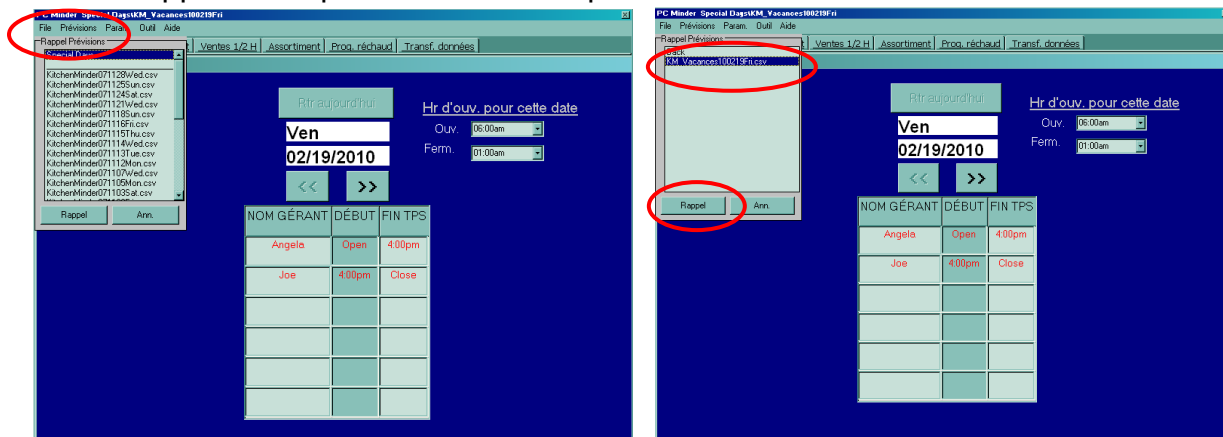 PC Minder Special Days\KM_Vacances100219Fri
File Prévisions Param. Outil Aide
Rappel Prévisions
Special Days
Ventes 1/2 H Assortiment Prog. réchaud Transf. données
KitchenMinder071128Wed.csv
KitchenMinder071125Sun.csv
KitchenMinder071124Sat.csv
KitchenMinder071121Wed.csv
KitchenMinder071118Sun.csv
KitchenMinder071116Fri.csv
KitchenMinder071115Thu.csv
KitchenMinder071114Wed.csv
KitchenMinder071113Tue.csv
KitchenMinder071112Mon.csv
KitchenMinder071107Wed.csv
KitchenMinder071105Mon.csv
KitchenMinder071103Sat.csv
Rappel Ann.
Rtr aujourd'hui
Hr d'ouv. pour cette date
Ven
Ouv. 06:00am
02/19/2010
Ferm. 01:00am
<< >>
NOM GÉRANT DÉBUT FIN TPS
Angela Open 4:00pm
Joe 4:00pm Close
PC Minder Special Days\KM_Vacances100219Fri
File Prévisions Param. Outil Aide
Rappel Prévisions
Back
KM_Vacances100219Fri.csv
Ventes 1/2 H Assortiment Prog. réchaud Transf. données
Rappel Ann.
Rtr aujourd'hui
Hr d'ouv. pour cette date
Ven
Ouv. 06:00am
02/19/2010
Ferm. 01:00am
<< >>
NOM GÉRANT DÉBUT FIN TPS
Angela Open 4:00pm
Joe 4:00pm Close